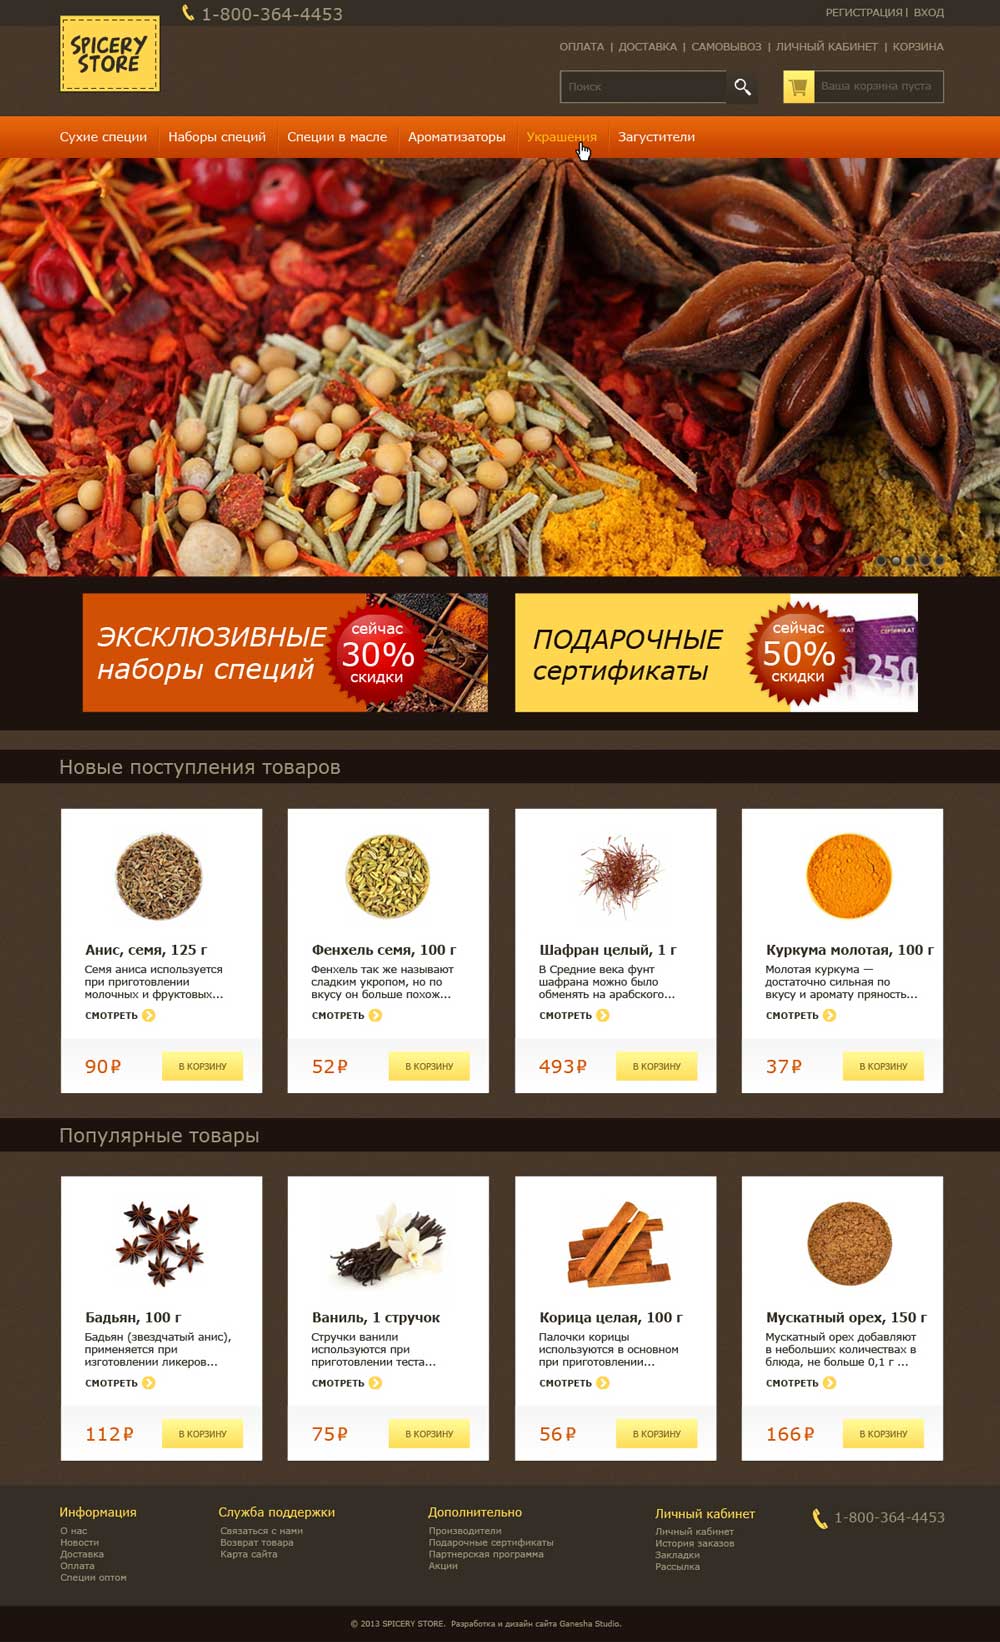 1-800-364-4453
РЕГИСТРАЦИЯ | ВХОД
SPICERY
STORE
ОПЛАТА | ДОСТАВКА | САМОВЫВОЗ | ЛИЧНЫЙ КАБИНЕТ | КОРЗИНА
Поиск
Ваша корзина пуста
Сухие специи
Наборы специй
Специи в масле
Ароматизаторы
Украшения
Загустители
ЭКСКЛЮЗИВНЫЕ
наборы специй
сейчас
30%
скидки
ПОДАРОЧНЫЕ
сертификаты
сейчас
50%
скидки
СЕРТИФІКАТ
250
Новые поступления товаров
Анис, семя, 125 г
Семя аниса используется
при приготовлении
молочных и фруктовых...
СМОТРЕТЬ
90 ₽
В КОРЗИНУ
Фенхель семя, 100 г
Фенхель так же называют
сладким укропом, но по
вкусу он больше похож...
СМОТРЕТЬ
52 ₽
В КОРЗИНУ
Шафран целый, 1 г
В Средние века фунт
шафрана можно было
обменять на арабского...
СМОТРЕТЬ
493 ₽
В КОРЗИНУ
Куркума молотая, 100 г
Молотая куркума —
достаточно сильная по
вкусу и аромату пряность...
СМОТРЕТЬ
37 ₽
В КОРЗИНУ
Популярные товары
Бадьян, 100 г
Бадьян (звездчатый анис),
применяется при
изготовлении ликеров...
СМОТРЕТЬ
112 ₽
В КОРЗИНУ
Ваниль, 1 стручок
Стручки ванили
используются при
приготовлении теста...
СМОТРЕТЬ
75 ₽
В КОРЗИНУ
Корица целая, 100 г
Палочки корицы
используются в основном
при приготовлении...
СМОТРЕТЬ
56 ₽
В КОРЗИНУ
Мускатный орех, 150 г
Мускатный орех добавляют
в небольших количествах в
блюда, не больше 0,1 г ...
СМОТРЕТЬ
166 ₽
В КОРЗИНУ
Информация
О нас
Новости
Доставка
Оплата
Специи оптом
Служба поддержки
Связаться с нами
Возврат товара
Карта сайта
Дополнительно
Производители
Подарочные сертификаты
Партнерская программа
Акции
Личный кабинет
Личный кабинет
История заказов
Закладки
Рассылка
1-800-364-4453
© 2013 SPICERY STORE. Разработка и дизайн сайта Ganesha Studio.